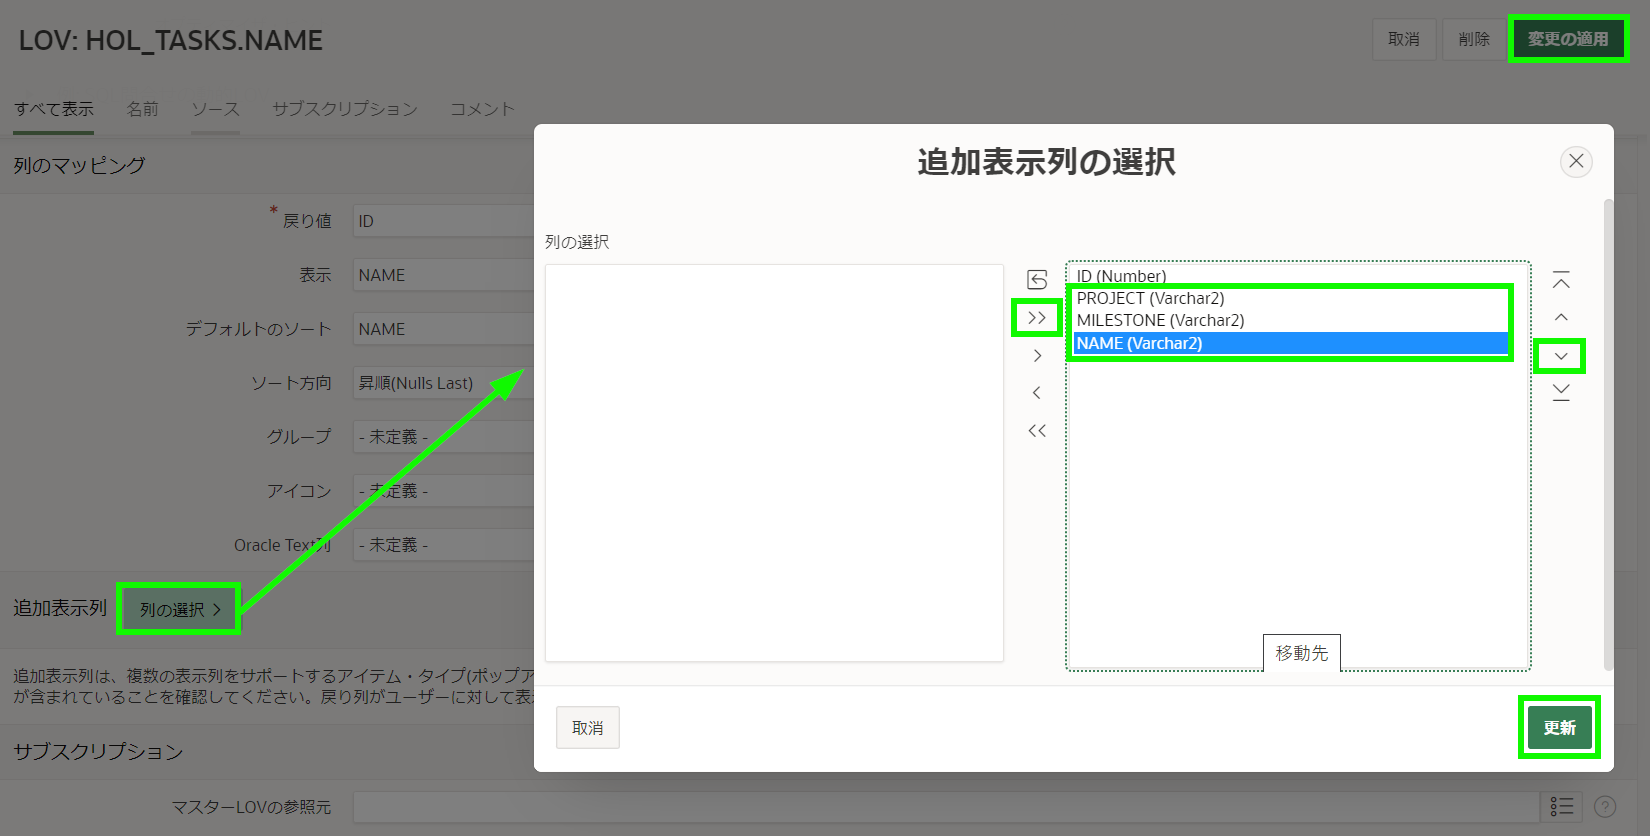 LOV: HOL_TASKS.NAME
取消
削除
変更の適用
すべて表示
名前
ソース
サブスクリプション
コメント
列のマッピング
* 戻り値
ID
表示
NAME
デフォルトのソート
NAME
ソート方向
昇順(Nulls Last)
グループ
- 未定義 -
アイコン
- 未定義 -
Oracle Text列
- 未定義 -
追加表示列
列の選択 >
追加表示列は、複数の表示列をサポートするアイテム・タイプ(ポップア
が含まれていることを確認してください。戻り列がユーザーに対して表
サブスクリプション
マスターLOVの参照元
追加表示列の選択
列の選択
ID (Number)
PROJECT (Varchar2)
MILESTONE (Varchar2)
NAME (Varchar2)
移動先
取消
更新